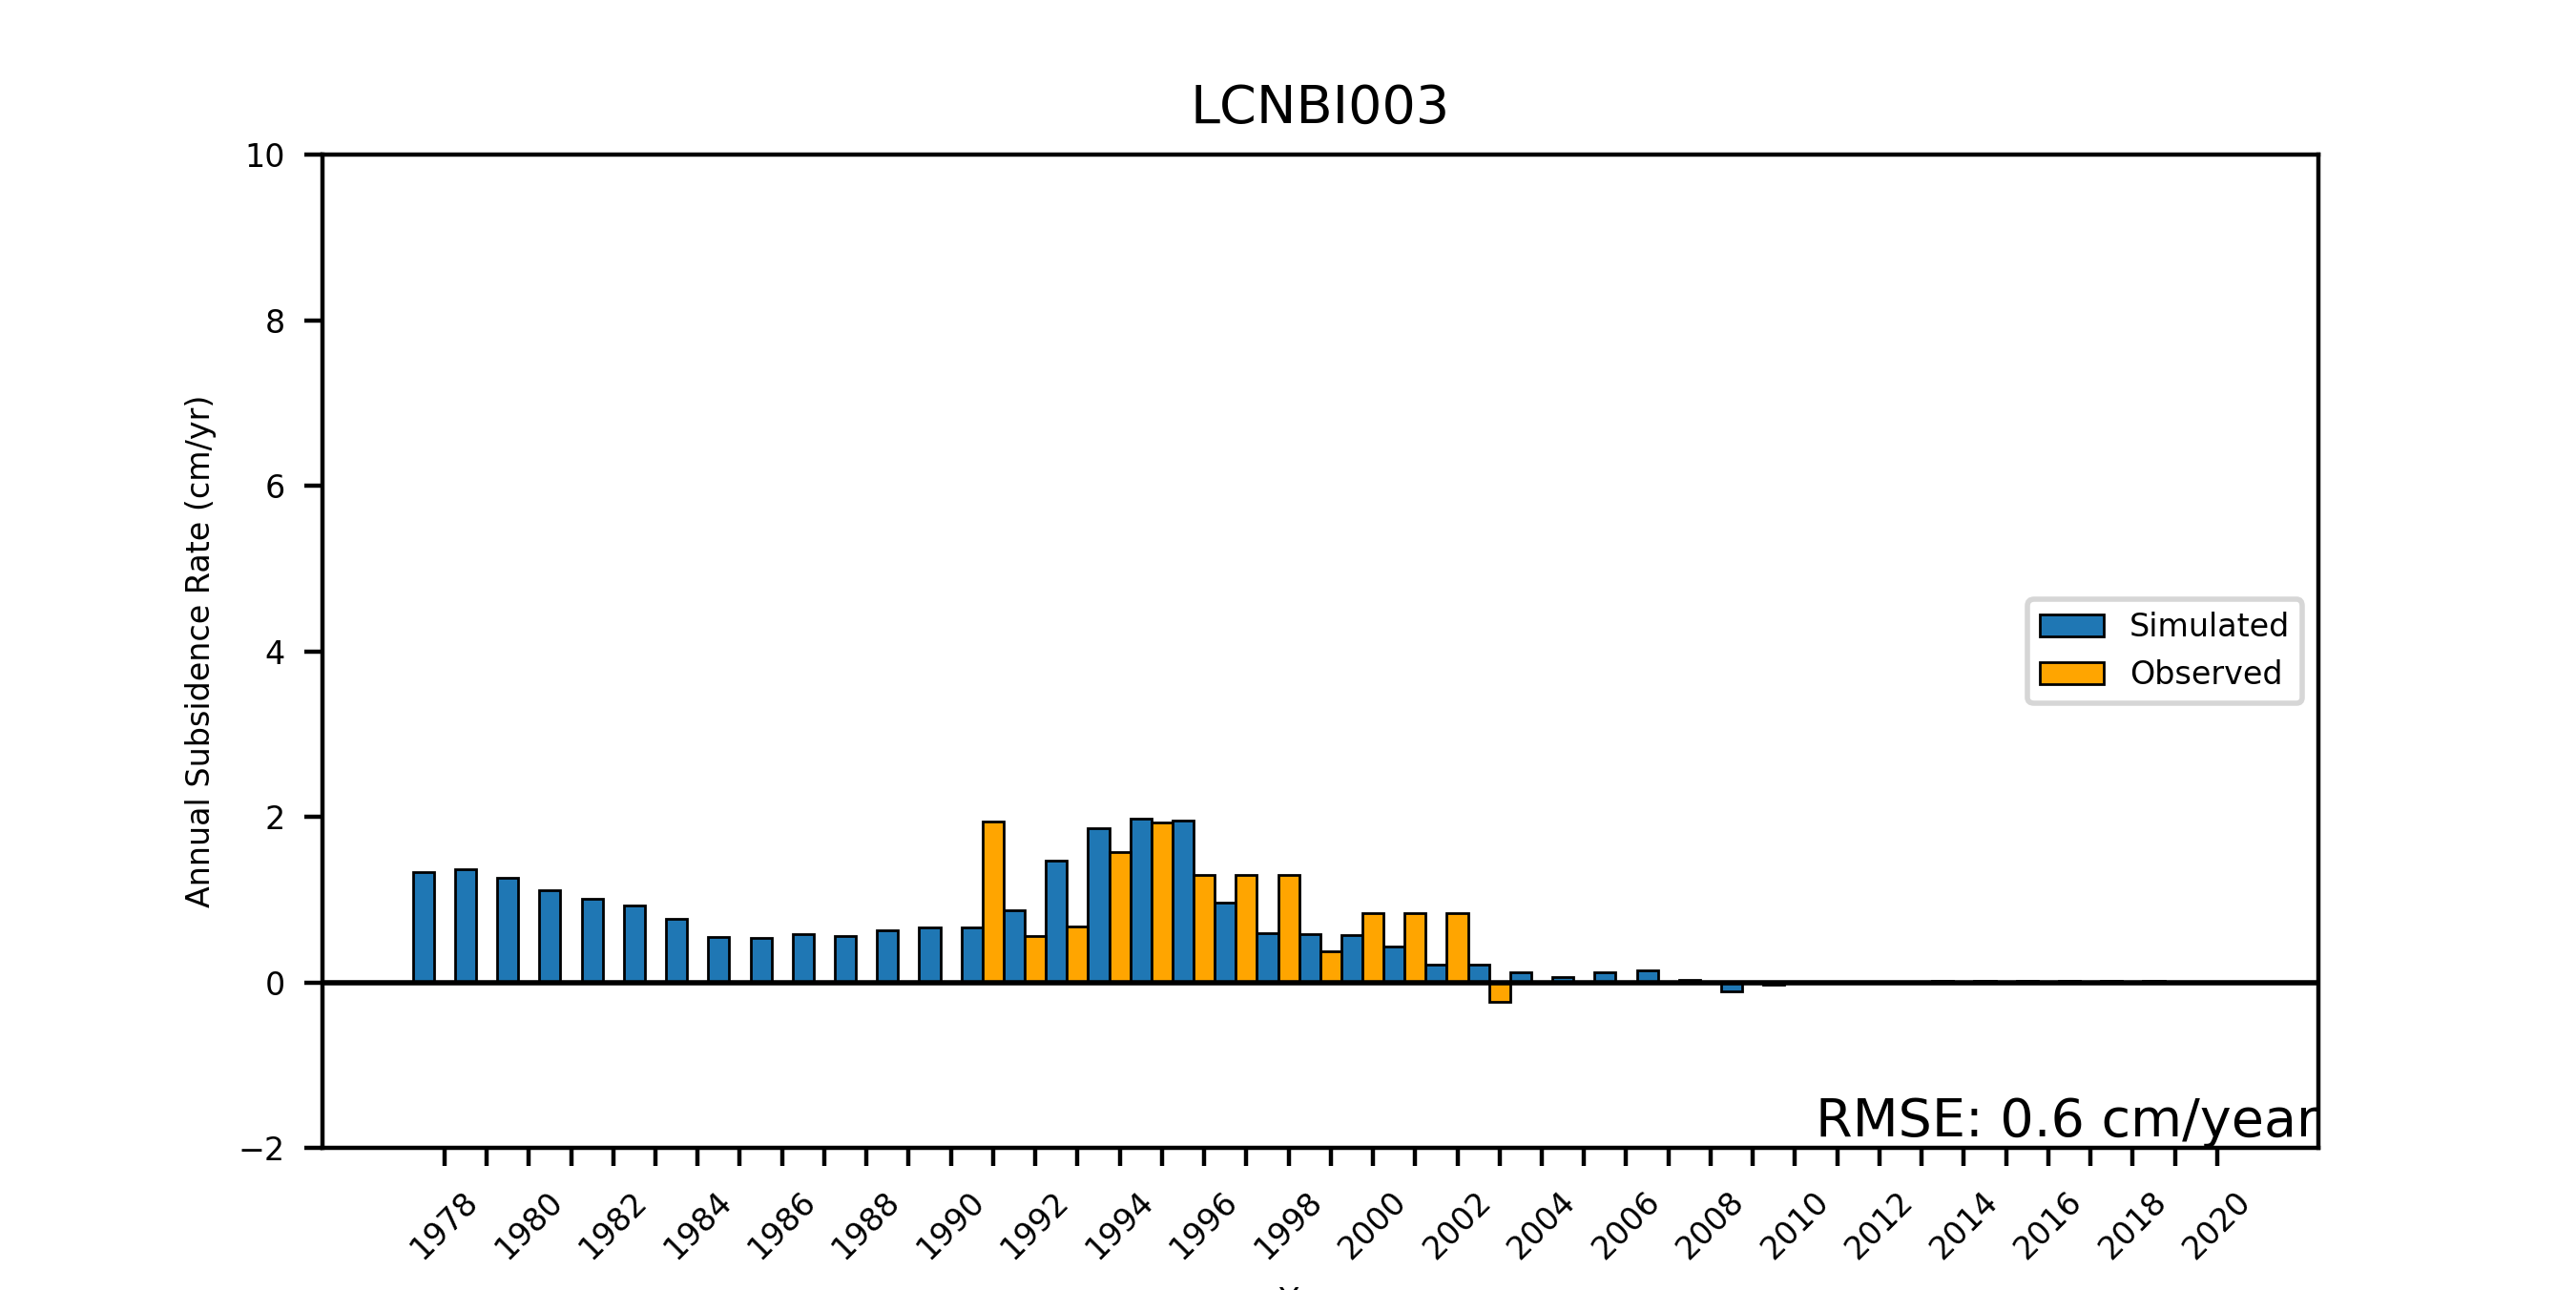 LCNBI003
10
8
6
4
2
0
−2
Annual Subsidence Rate (cm/yr)
Simulated
Observed
RMSE: 0.6 cm/year
1978 1980 1982 1984 1986 1988 1990 1992 1994 1996 1998 2000 2002 2004 2006 2008 2010 2012 2014 2016 2018 2020